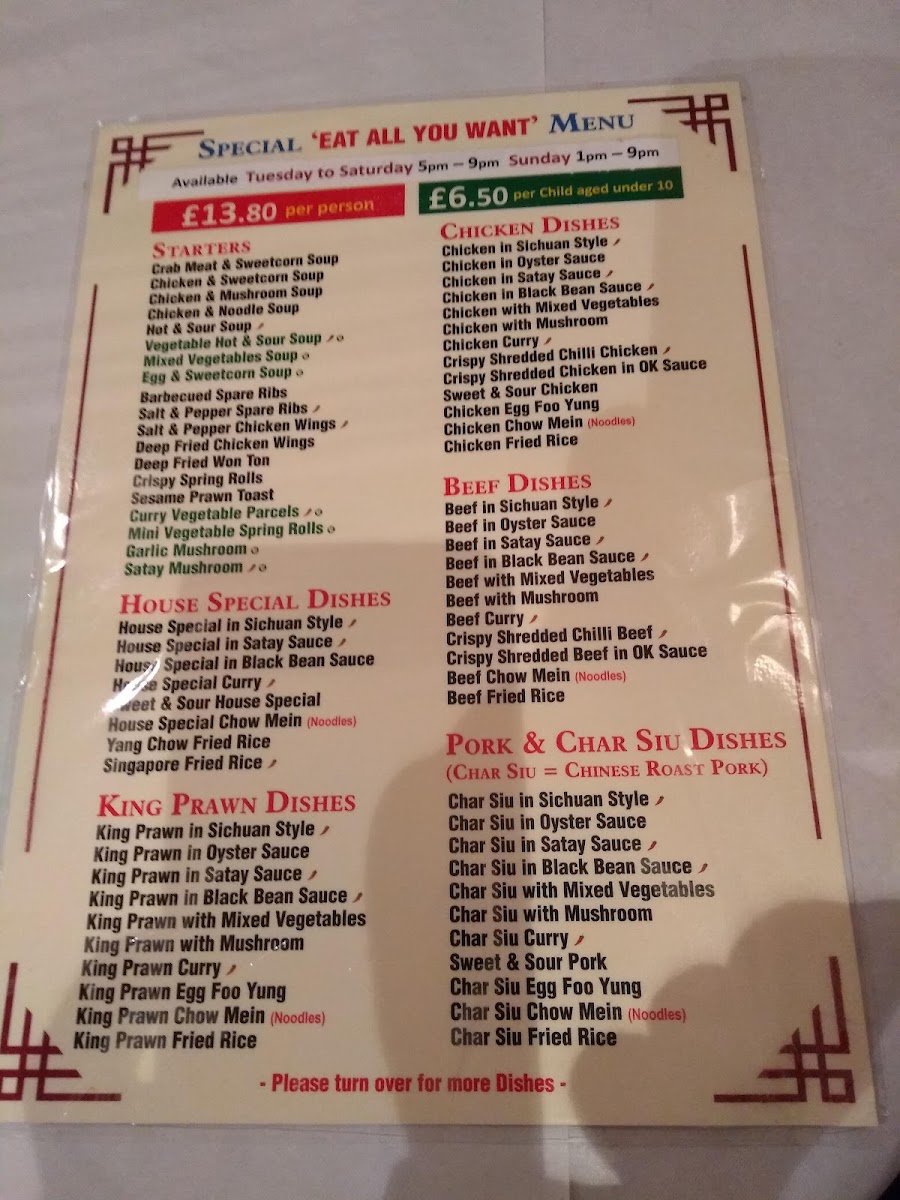 SPECIAL 'EAT ALL YOU WANT' MENU
Available Tuesday to Saturday 5pm – 9pm Sunday 1pm – 9pm
£13.80 per person
£6.50 per Child aged under 10
STARTERS
Crab Meat & Sweetcorn Soup
Chicken & Sweetcorn Soup
Chicken & Mushroom Soup
Chicken & Noodle Soup
Hot & Sour Soup
Vegetable Hot & Sour Soup
Mixed Vegetables Soup
Egg & Sweetcorn Soup
Barbecued Spare Ribs
Salt & Pepper Spare Ribs
Salt & Pepper Chicken Wings
Deep Fried Chicken Wings
Deep Fried Won Ton
Crispy Spring Rolls
Sesame Prawn Toast
Curry Vegetable Parcels
Mini Vegetable Spring Rolls
Garlic Mushroom
Satay Mushroom
HOUSE SPECIAL DISHES
House Special in Sichuan Style
House Special in Satay Sauce
House Special in Black Bean Sauce
House Special Curry
Sweet & Sour House Special
House Special Chow Mein (Noodles)
Yang Chow Fried Rice
Singapore Fried Rice
KING PRAWN DISHES
King Prawn in Sichuan Style
King Prawn in Oyster Sauce
King Prawn in Satay Sauce
King Prawn in Black Bean Sauce
King Prawn with Mixed Vegetables
King Prawn with Mushroom
King Prawn Curry
King Prawn Egg Foo Yung
King Prawn Chow Mein (Noodles)
King Prawn Fried Rice
CHICKEN DISHES
Chicken in Sichuan Style
Chicken in Oyster Sauce
Chicken in Satay Sauce
Chicken in Black Bean Sauce
Chicken with Mixed Vegetables
Chicken with Mushroom
Chicken Curry
Crispy Shredded Chilli Chicken
Crispy Shredded Chicken in OK Sauce
Sweet & Sour Chicken
Chicken Egg Foo Yung
Chicken Chow Mein (Noodles)
Chicken Fried Rice
BEEF DISHES
Beef in Sichuan Style
Beef in Oyster Sauce
Beef in Satay Sauce
Beef in Black Bean Sauce
Beef with Mixed Vegetables
Beef with Mushroom
Beef Curry
Crispy Shredded Chilli Beef
Crispy Shredded Beef in OK Sauce
Beef Chow Mein (Noodles)
Beef Fried Rice
PORK & CHAR SIU DISHES
(CHAR SIU = CHINESE ROAST PORK)
Char Siu in Sichuan Style
Char Siu in Oyster Sauce
Char Siu in Satay Sauce
Char Siu in Black Bean Sauce
Char Siu with Mixed Vegetables
Char Siu with Mushroom
Char Siu Curry
Sweet & Sour Pork
Char Siu Egg Foo Yung
Char Siu Chow Mein (Noodles)
Char Siu Fried Rice
- Please turn over for more Dishes -